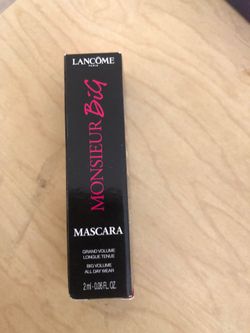 LANCÔME
PARIS
MONSIEUR BIG
MASCARA
GRAND VOLUME
LONGUE TENUE
BIG VOLUME
ALL DAY WEAR
2 ml - 0.06 FL. OZ.